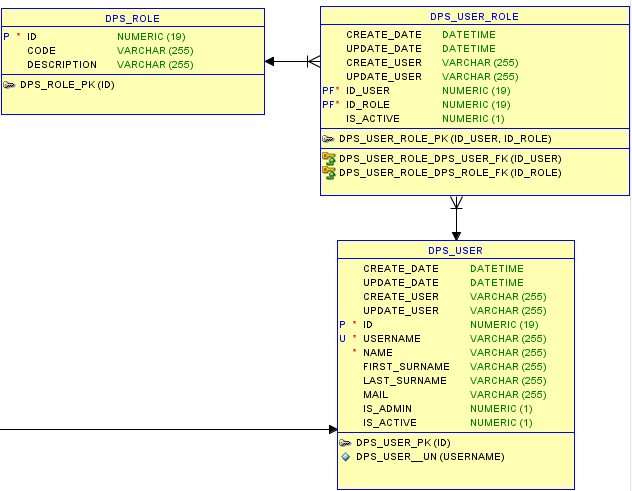 DPS_ROLE
P * ID NUMERIC (19)
CODE VARCHAR (255)
DESCRIPTION VARCHAR (255)
DPS_ROLE_PK (ID)
DPS_USER_ROLE
CREATE_DATE DATETIME
UPDATE_DATE DATETIME
CREATE_USER VARCHAR (255)
UPDATE_USER VARCHAR (255)
PF* ID_USER NUMERIC (19)
PF* ID_ROLE NUMERIC (19)
IS_ACTIVE NUMERIC (1)
DPS_USER_ROLE_PK (ID_USER, ID_ROLE)
DPS_USER_ROLE_DPS_USER_FK (ID_USER)
DPS_USER_ROLE_DPS_ROLE_FK (ID_ROLE)
DPS_USER
CREATE_DATE DATETIME
UPDATE_DATE DATETIME
CREATE_USER VARCHAR (255)
UPDATE_USER VARCHAR (255)
P * ID NUMERIC (19)
U * USERNAME VARCHAR (255)
* NAME VARCHAR (255)
FIRST_SURNAME VARCHAR (255)
LAST_SURNAME VARCHAR (255)
MAIL VARCHAR (255)
IS_ADMIN NUMERIC (1)
IS_ACTIVE NUMERIC (1)
DPS_USER_PK (ID)
DPS_USER__UN (USERNAME)